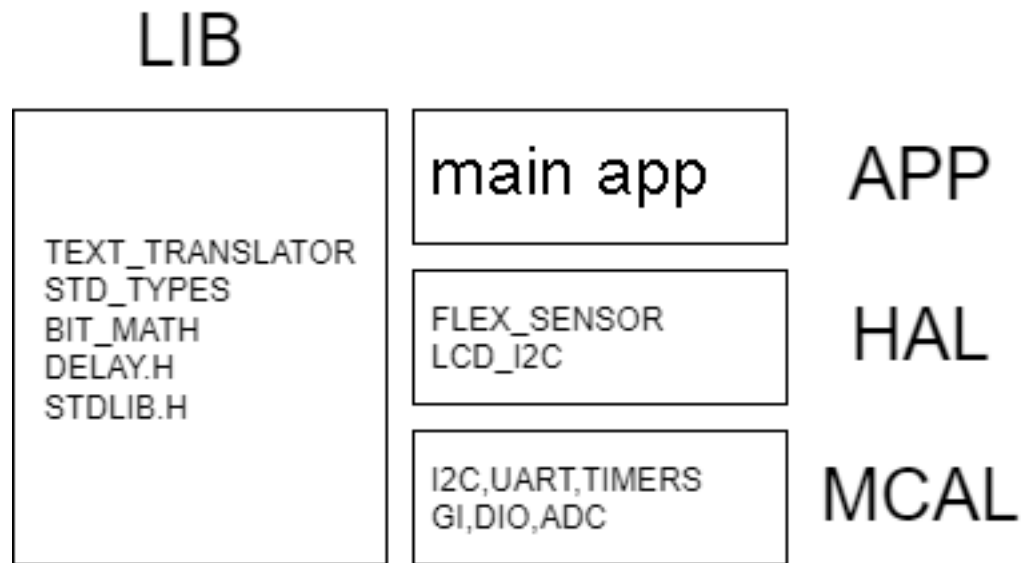 LIB
TEXT_TRANSLATOR
STD_TYPES
BIT_MATH
DELAY.H
STDLIB.H
main app
APP
FLEX_SENSOR
LCD_I2C
HAL
I2C,UART,TIMERS
GI,DIO,ADC
MCAL